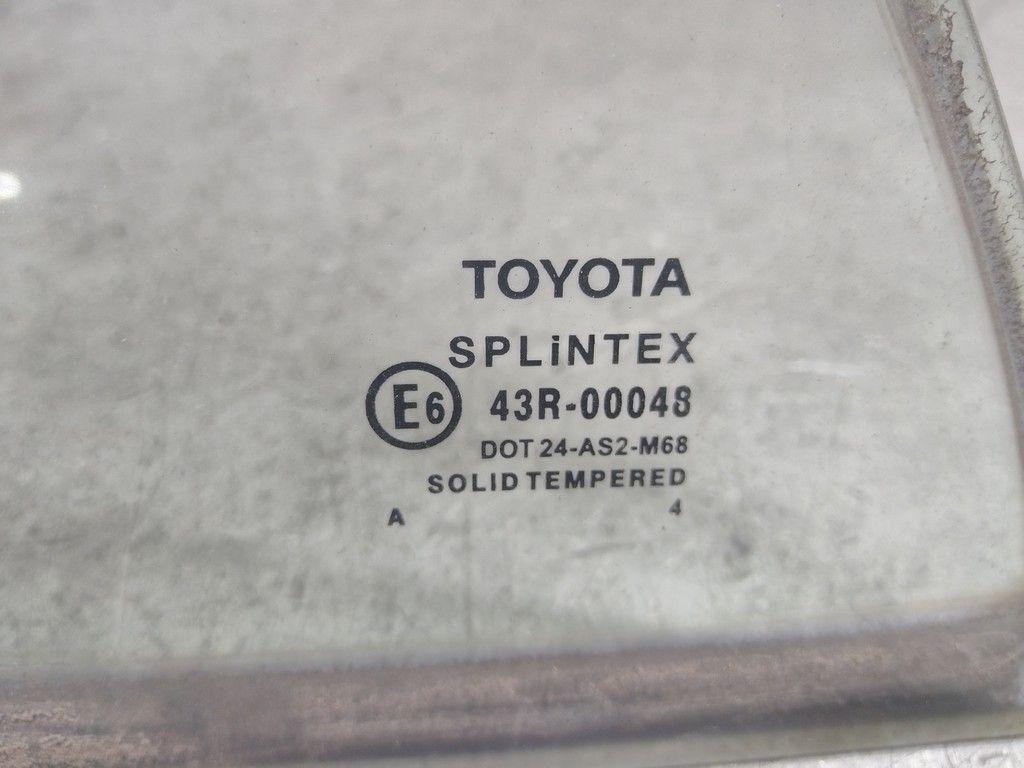 TOYOTA
SPLiNTEX
E6 43R-00048
DOT 24-AS2-M68
SOLID TEMPERED
A 4